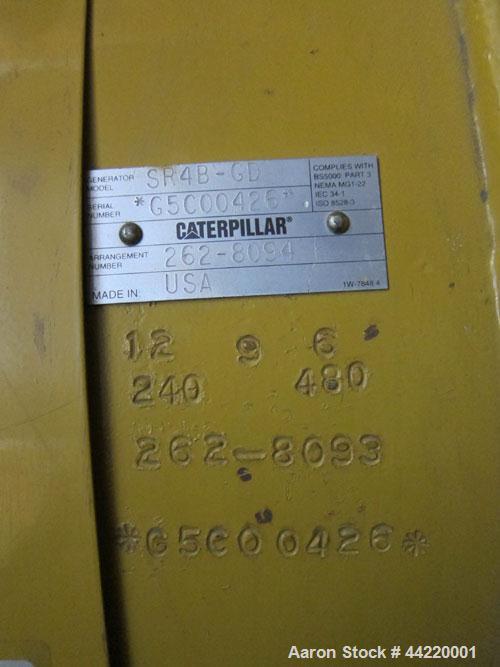 GENERATOR MODEL SR4B-GD
SERIAL NUMBER *G5C00426*
COMPLIES WITH
BS5000: PART 3
NEMA MG1-22
IEC 34-1
ISO 8528-3
CATERPILLAR®
ARRANGEMENT NUMBER 262-8094
MADE IN: USA
1W-7848 4
12 9 6
240 480
262-8093
*G5C00426*
Aaron Stock # 44220001